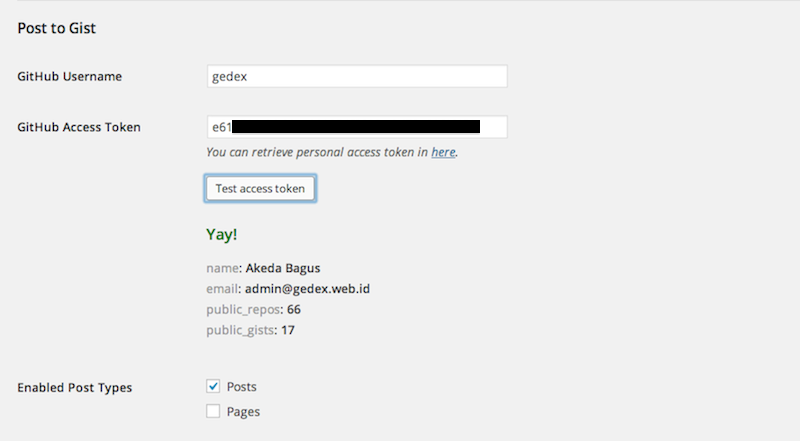 Post to Gist
GitHub Username
gedex
GitHub Access Token
e61
You can retrieve personal access token in here.
Test access token
Yay!
name: Akeda Bagus
email: admin@gedex.web.id
public_repos: 66
public_gists: 17
Enabled Post Types
Posts
Pages